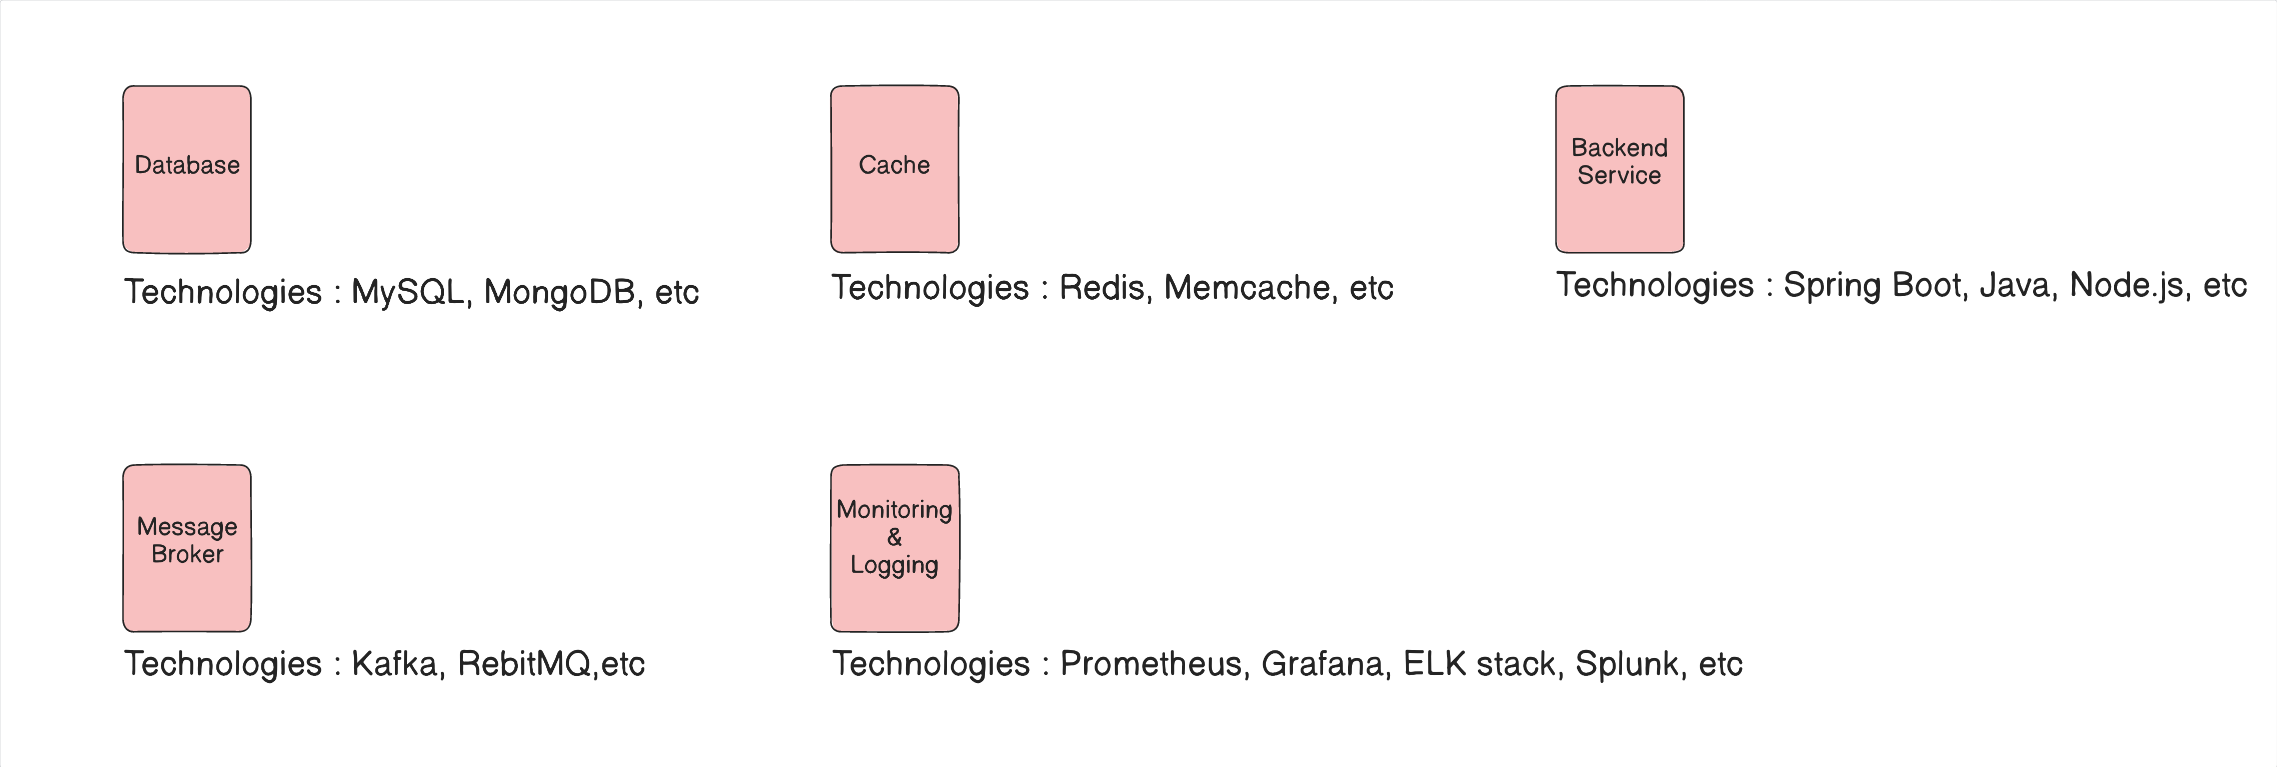 Database
Cache
Backend
Service
Technologies : MySQL, MongoDB, etc
Technologies : Redis, Memcache, etc
Technologies : Spring Boot, Java, Node.js, etc
Message
Broker
Monitoring
&
Logging
Technologies : Kafka, RebitMQ,etc
Technologies : Prometheus, Grafana, ELK stack, Splunk, etc